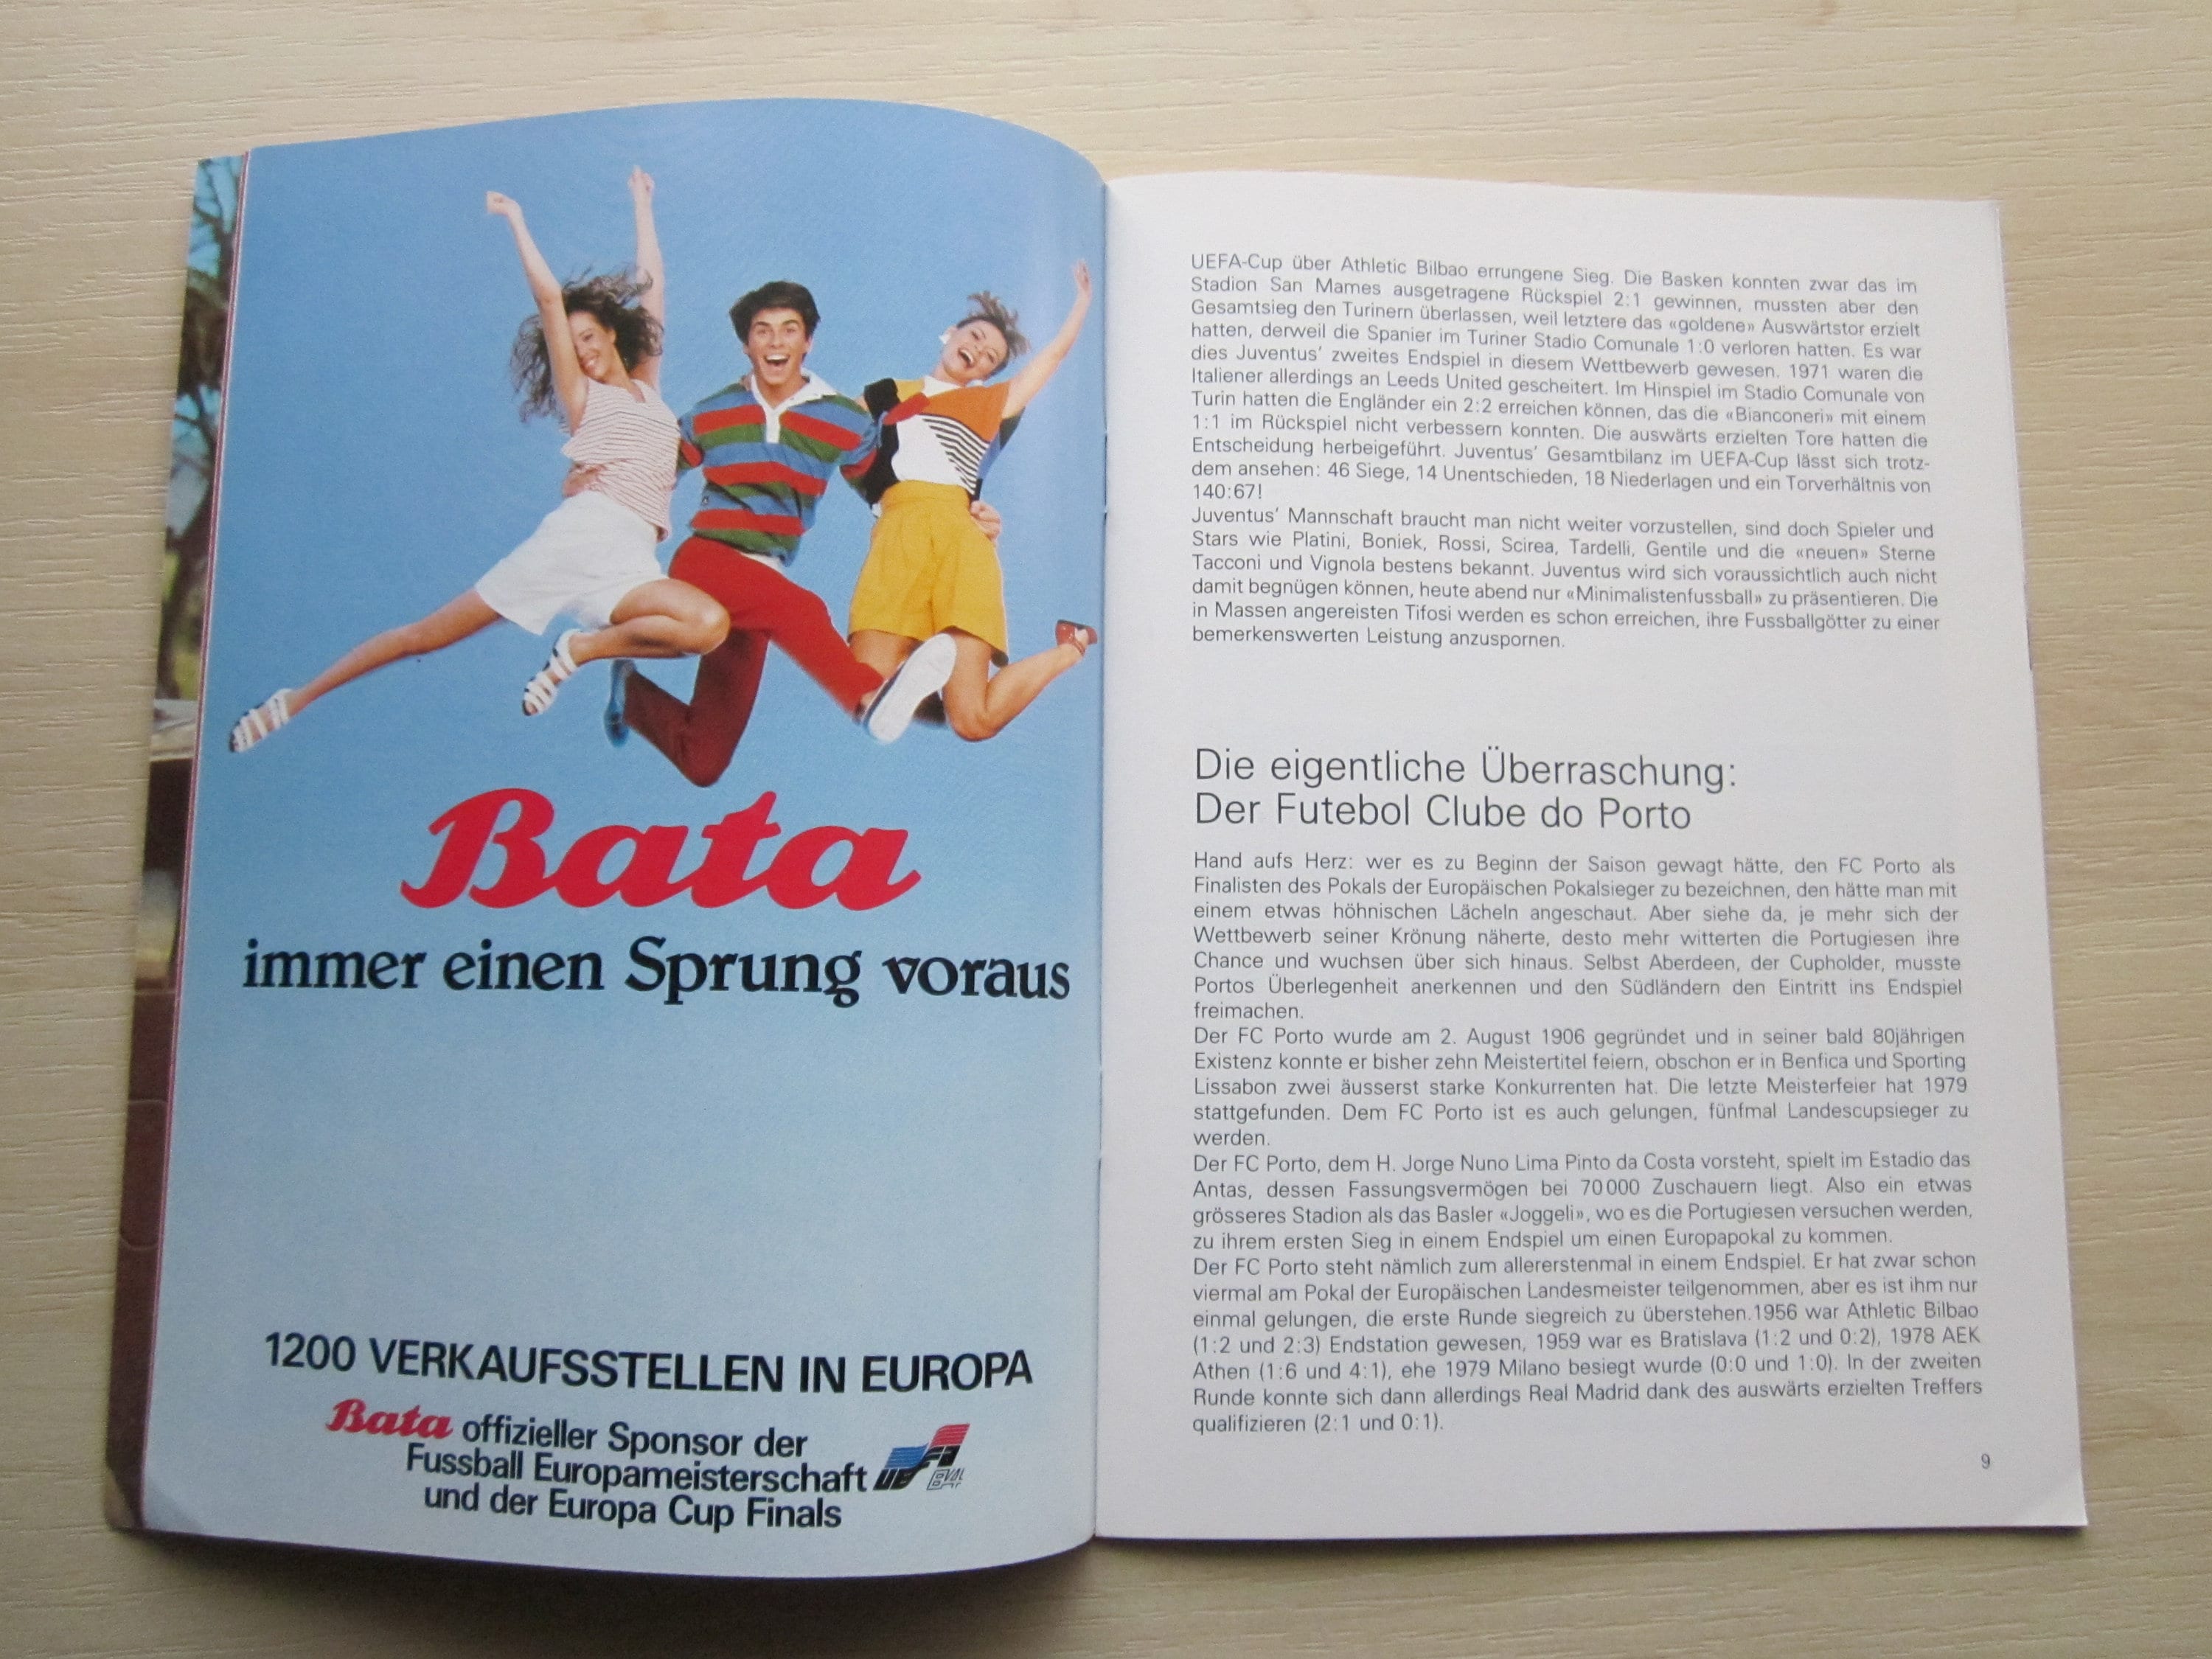 Bata
immer einen Sprung voraus
1200 VERKAUFSSTELLEN IN EUROPA
Bata offizieller Sponsor der
Fussball Europameisterschaft
und der Europa Cup Finals
UEFA-Cup über Athletic Bilbao errungene Sieg. Die Basken konnten zwar das im
Stadion San Mames ausgetragene Rückspiel 2:1 gewinnen, mussten aber den
Gesamtsieg den Turinern überlassen, weil letztere das «goldene» Auswärtstor erzielt
hatten, derweil die Spanier im Turiner Stadio Comunale 1:0 verloren hatten. Es war
dies Juventus' zweites Endspiel in diesem Wettbewerb gewesen. 1971 waren die
Italiener allerdings an Leeds United gescheitert. Im Hinspiel im Stadio Comunale von
Turin hatten die Engländer ein 2:2 erreichen können, das die «Bianconeri» mit einem
1:1 im Rückspiel nicht verbessern konnten. Die auswärts erzielten Tore hatten die
Entscheidung herbeigeführt. Juventus' Gesamtbilanz im UEFA-Cup lässt sich trotz-
dem ansehen: 46 Siege, 14 Unentschieden, 18 Niederlagen und ein Torverhältnis von
140:67!
Juventus' Mannschaft braucht man nicht weiter vorzustellen, sind doch Spieler und
Stars wie Platini, Boniek, Rossi, Scirea, Tardelli, Gentile und die «neuen» Sterne
Tacconi und Vignola bestens bekannt. Juventus wird sich voraussichtlich auch nicht
damit begnügen können, heute abend nur «Minimalistenfussball» zu präsentieren. Die
in Massen angereisten Tifosi werden es schon erreichen, ihre Fussballgötter zu einer
bemerkenswerten Leistung anzuspornen.
Die eigentliche Überraschung:
Der Futebol Clube do Porto
Hand aufs Herz: wer es zu Beginn der Saison gewagt hätte, den FC Porto als
Finalisten des Pokals der Europäischen Pokalsieger zu bezeichnen, den hätte man mit
einem etwas höhnischen Lächeln angeschaut. Aber siehe da, je mehr sich der
Wettbewerb seiner Krönung näherte, desto mehr witterten die Portugiesen ihre
Chance und wuchsen über sich hinaus. Selbst Aberdeen, der Cupholder, musste
Portos Überlegenheit anerkennen und den Südländern den Eintritt ins Endspiel
freimachen.
Der FC Porto wurde am 2. August 1906 gegründet und in seiner bald 80jährigen
Existenz konnte er bisher zehn Meistertitel feiern, obschon er in Benfica und Sporting
Lissabon zwei äusserst starke Konkurrenten hat. Die letzte Meisterfeier hat 1979
stattgefunden. Dem FC Porto ist es auch gelungen, fünfmal Landescupsieger zu
werden.
Der FC Porto, dem H. Jorge Nuno Lima Pinto da Costa vorsteht, spielt im Estadio das
Antas, dessen Fassungsvermögen bei 70 000 Zuschauern liegt. Also ein etwas
grösseres Stadion als das Basler «Joggeli», wo es die Portugiesen versuchen werden,
zu ihrem ersten Sieg in einem Endspiel um einen Europapokal zu kommen.
Der FC Porto steht nämlich zum allererstenmal in einem Endspiel. Er hat zwar schon
viermal am Pokal der Europäischen Landesmeister teilgenommen, aber es ist ihm nur
einmal gelungen, die erste Runde siegreich zu überstehen.1956 war Athletic Bilbao
(1:2 und 2:3) Endstation gewesen, 1959 war es Bratislava (1:2 und 0:2), 1978 AEK
Athen (1:6 und 4:1), ehe 1979 Milano besiegt wurde (0:0 und 1:0). In der zweiten
Runde konnte sich dann allerdings Real Madrid dank des auswärts erzielten Treffers
qualifizieren (2:1 und 0:1).
9